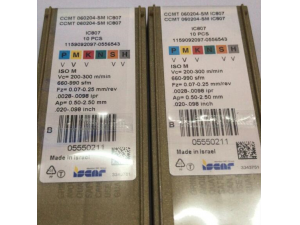 CCMT 060204-SM IC807
CCMT 060204-SM IC807
IC807
10 PCS
1159092097-0556543
P M K N S H
V V V V
ISO M
Vc= 200-300 m/min
660-990 sfm
Fz= 0.07-0.25 mm/rev
.0028-.0098 ipr
Ap= 0.50-2.50 mm
.020-.098 inch
B
05550211
Made in Israel
iscar
CCMT 060204-SM IC807
CCMT 060204-SM IC807
IC807
10 PCS
1159092097-0556543
P M K N S H
V V V V
ISO M
Vc= 200-300 m/min
660-990 sfm
Fz= 0.07-0.25 mm/rev
.0028-.0098 ipr
Ap= 0.50-2.50 mm
.020-.098 inch
B
05550211
Made in Israel
iscar